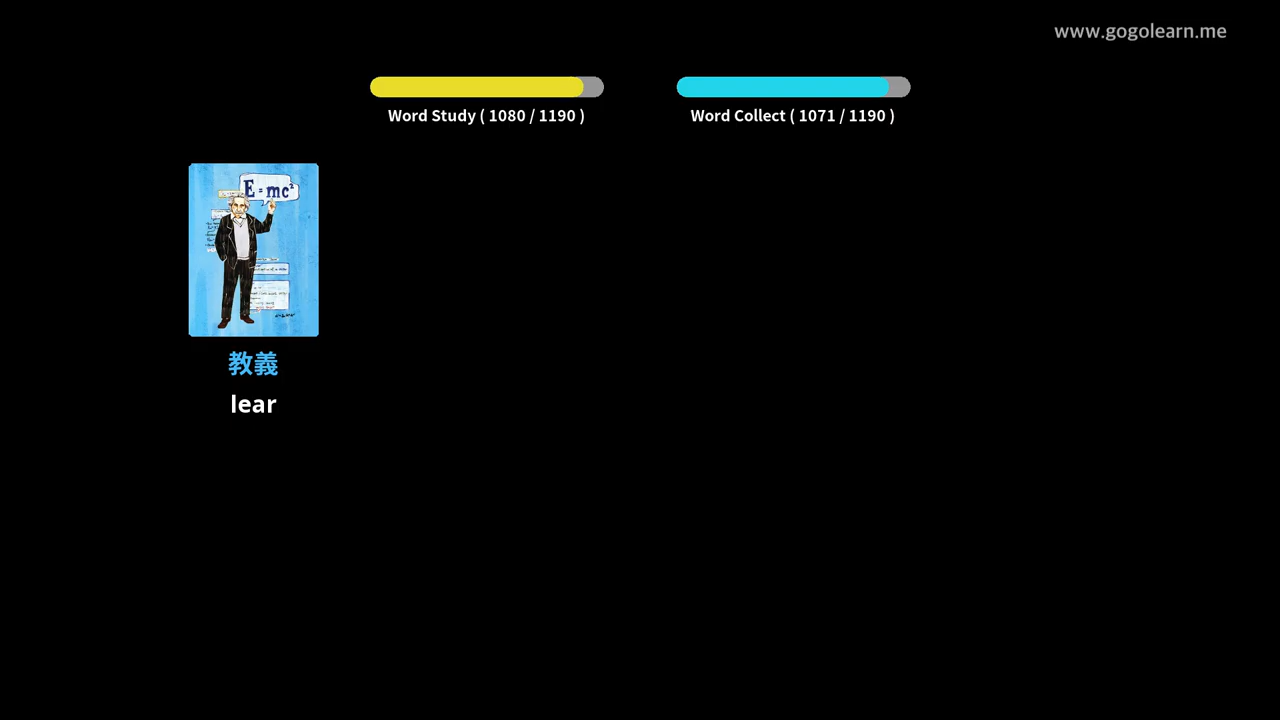 www.gogolearn.me
Word Study ( 1080 / 1190 )
Word Collect ( 1071 / 1190 )
E = mc²
教義
lear